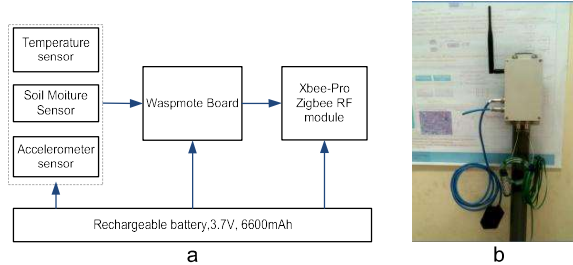 Temperature
sensor
Soil Moiture
Sensor
Accelerometer
sensor
Waspmote Board
Xbee-Pro
Zigbee RF
module
Rechargeable battery,3.7V, 6600mAh
a
b